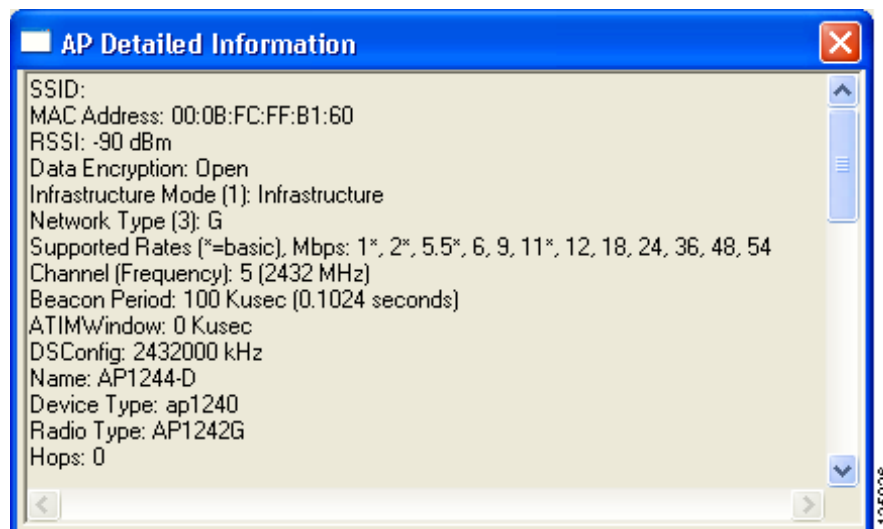 AP Detailed Information
SSID:
MAC Address: 00:0B:FC:FF:B1:60
RSSI: -90 dBm
Data Encryption: Open
Infrastructure Mode (1): Infrastructure
Network Type (3): G
Supported Rates (*=basic), Mbps: 1*, 2*, 5.5*, 6, 9, 11*, 12, 18, 24, 36, 48, 54
Channel (Frequency): 5 (2432 MHz)
Beacon Period: 100 Kusec (0.1024 seconds)
ATIMWindow: 0 Kusec
DSConfig: 2432000 kHz
Name: AP1244-D
Device Type: ap1240
Radio Type: AP1242G
Hops: 0